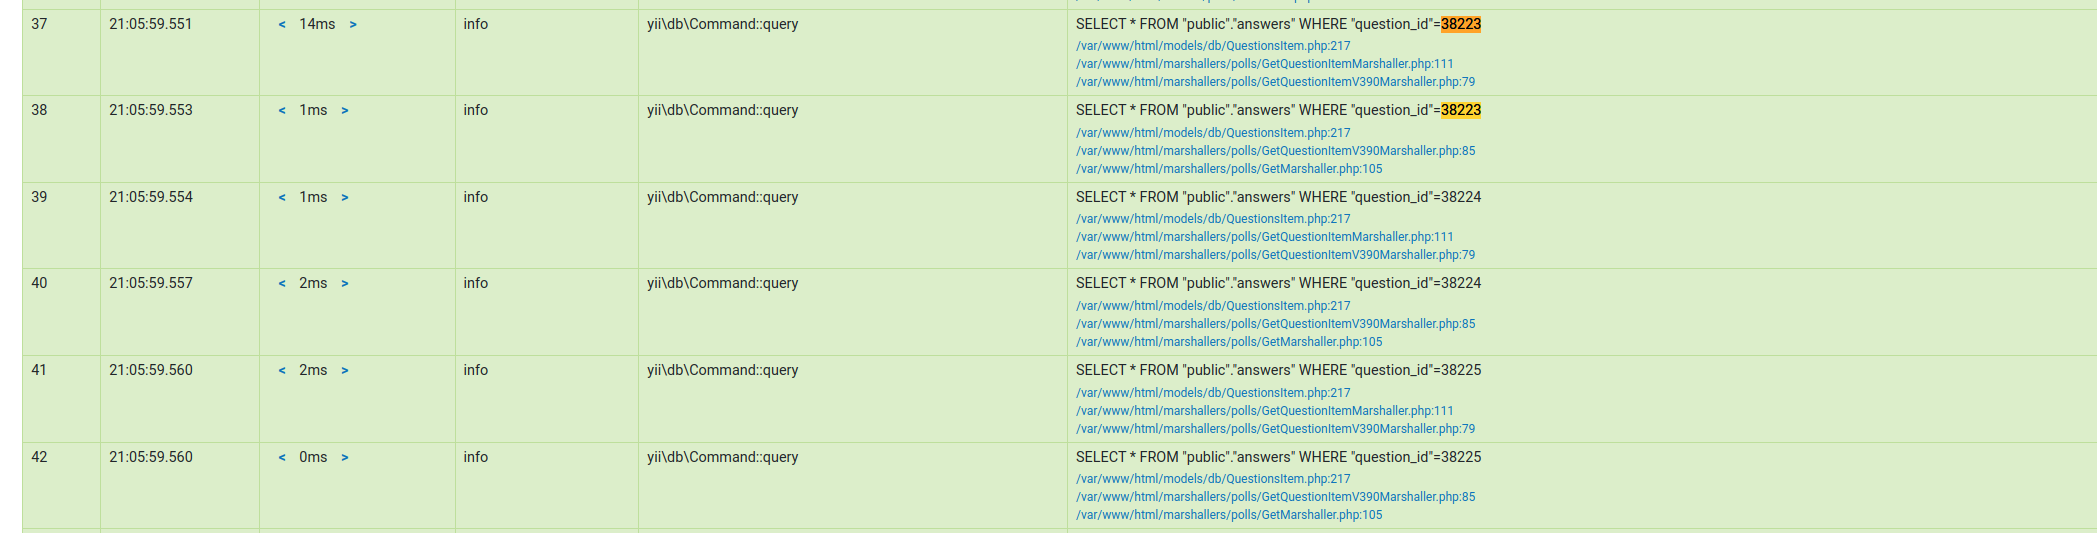 37 21:05:59.551 < 14ms > info yii\db\Command::query SELECT * FROM "public"."answers" WHERE "question_id"=38223
/var/www/html/models/db/QuestionsItem.php:217
/var/www/html/marshallers/polls/GetQuestionItemMarshaller.php:111
/var/www/html/marshallers/polls/GetQuestionItemV390Marshaller.php:79
38 21:05:59.553 < 1ms > info yii\db\Command::query SELECT * FROM "public"."answers" WHERE "question_id"=38223
/var/www/html/models/db/QuestionsItem.php:217
/var/www/html/marshallers/polls/GetQuestionItemV390Marshaller.php:85
/var/www/html/marshallers/polls/GetMarshaller.php:105
39 21:05:59.554 < 1ms > info yii\db\Command::query SELECT * FROM "public"."answers" WHERE "question_id"=38224
/var/www/html/models/db/QuestionsItem.php:217
/var/www/html/marshallers/polls/GetQuestionItemMarshaller.php:111
/var/www/html/marshallers/polls/GetQuestionItemV390Marshaller.php:79
40 21:05:59.557 < 2ms > info yii\db\Command::query SELECT * FROM "public"."answers" WHERE "question_id"=38224
/var/www/html/models/db/QuestionsItem.php:217
/var/www/html/marshallers/polls/GetQuestionItemV390Marshaller.php:85
/var/www/html/marshallers/polls/GetMarshaller.php:105
41 21:05:59.560 < 2ms > info yii\db\Command::query SELECT * FROM "public"."answers" WHERE "question_id"=38225
/var/www/html/models/db/QuestionsItem.php:217
/var/www/html/marshallers/polls/GetQuestionItemMarshaller.php:111
/var/www/html/marshallers/polls/GetQuestionItemV390Marshaller.php:79
42 21:05:59.560 < 0ms > info yii\db\Command::query SELECT * FROM "public"."answers" WHERE "question_id"=38225
/var/www/html/models/db/QuestionsItem.php:217
/var/www/html/marshallers/polls/GetQuestionItemV390Marshaller.php:85
/var/www/html/marshallers/polls/GetMarshaller.php:105